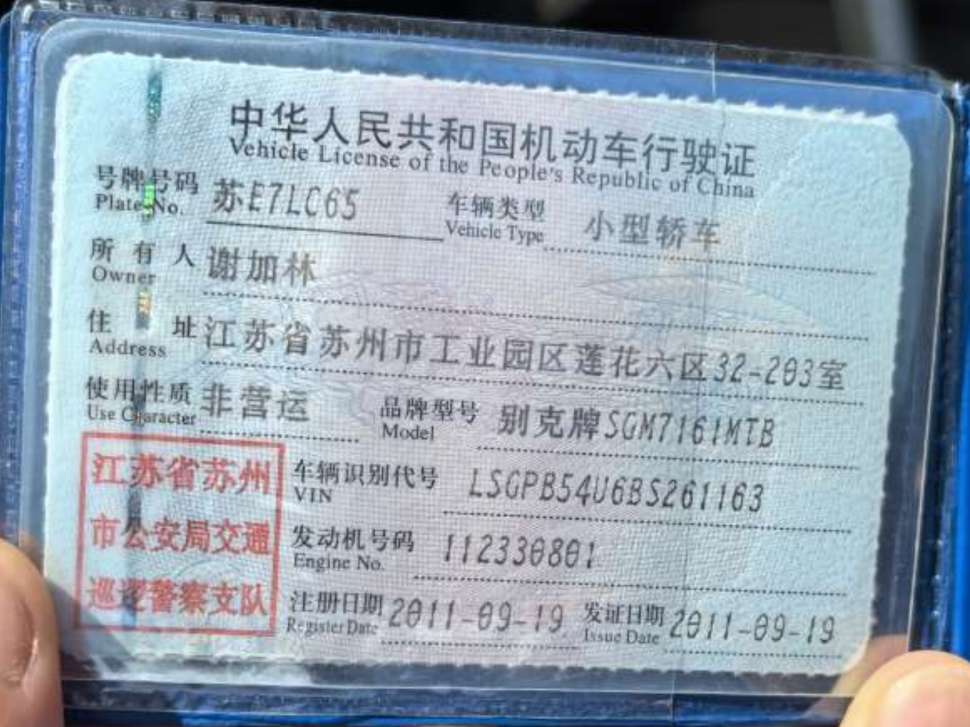 中华人民共和国机动车行驶证
Vehicle License of the People's Republic of China
号牌号码 苏E7LC65 车辆类型 小型轿车
Plate No. Vehicle Type
所有人 谢加林
Owner
住址 江苏省苏州市工业园区莲花六区32-203室
Address
使用性质 非营运 品牌型号 别克牌SGM7161MTB
Use Character Model
江苏省苏州 车辆识别代号 LSGPB54U6BS261163
VIN
市公安局交通 发动机号码 112330801
Engine No.
巡逻警察支队 注册日期 2011-09-19 发证日期 2011-09-19
Register Date Issue Date